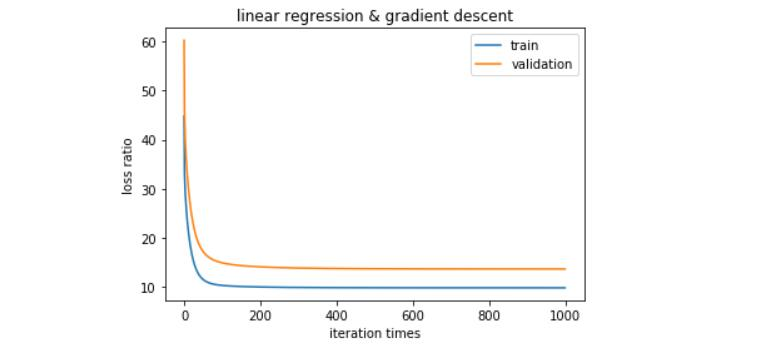 linear regression & gradient descent
train
validation
60
50
40
30
20
10
loss ratio
0 200 400 600 800 1000
iteration times